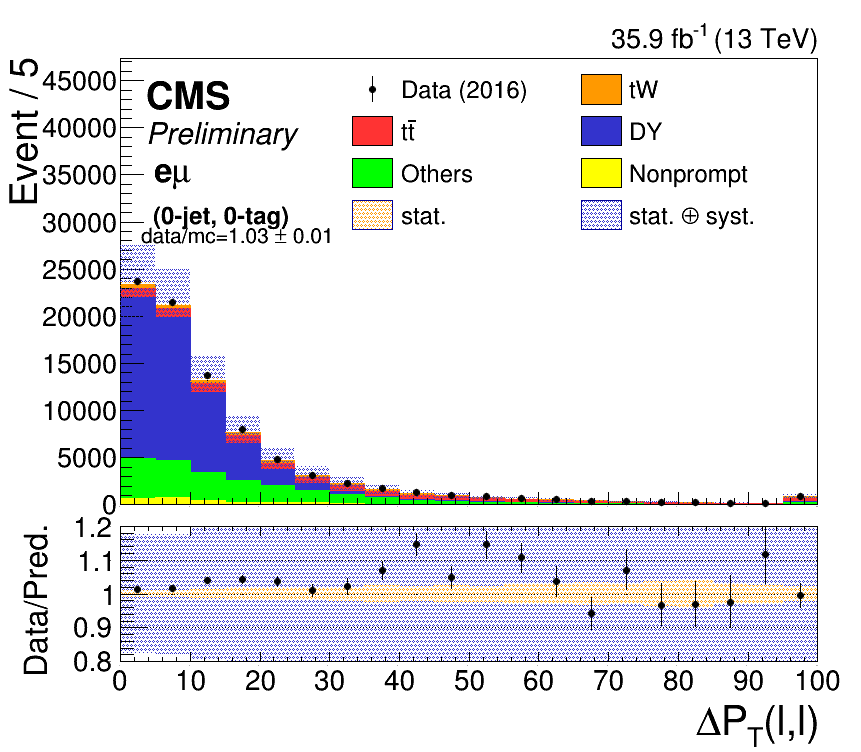 35.9 fb⁻¹ (13 TeV)
Event / 5
45000
40000
35000
30000
25000
20000
15000
10000
5000
0
CMS
Preliminary
eμ
(0-jet, 0-tag)
data/mc=1.03 ± 0.01
Data (2016)
tW
tt̄
DY
Others
Nonprompt
stat.
stat. ⊕ syst.
Data/Pred.
1.2
1.1
1
0.9
0.8
0 10 20 30 40 50 60 70 80 90 100
ΔP_T(l,l)